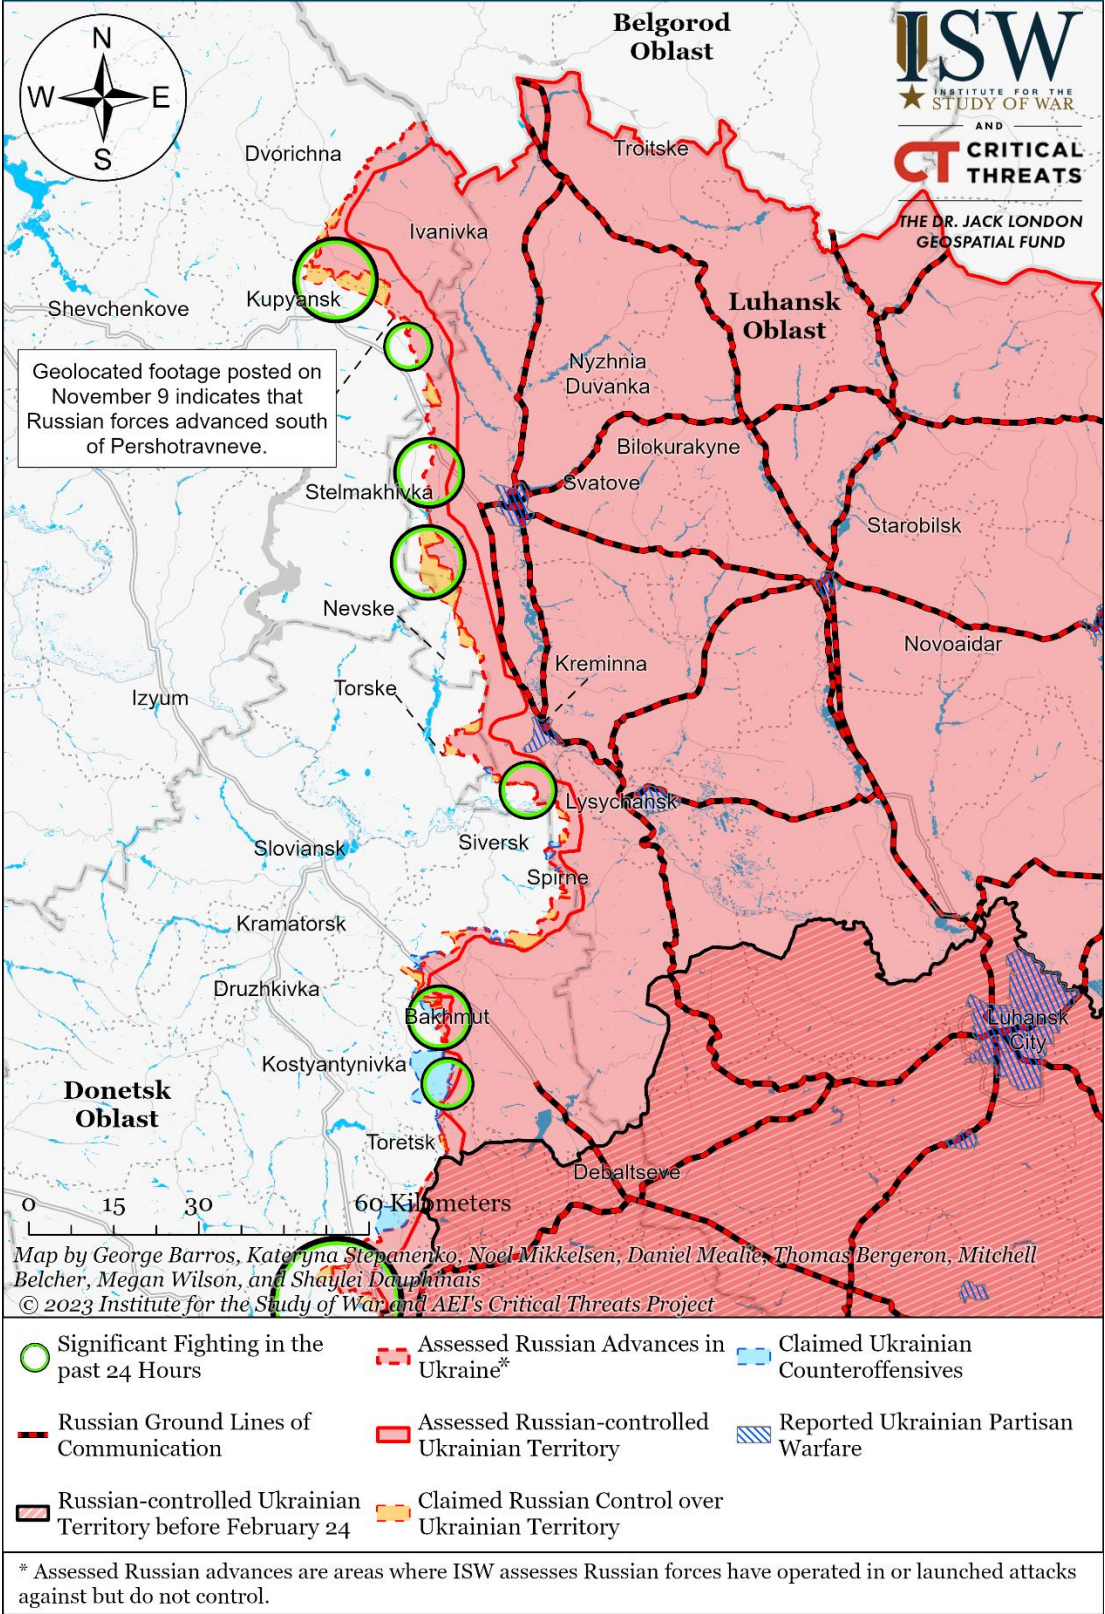 Belgorod
Oblast
ISW
INSTITUTE FOR THE
STUDY OF WAR
AND
CT CRITICAL
THREATS
THE DR. JACK LONDON
GEOSPATIAL FUND
N
W E
S
Dvorichna
Troitske
Ivanivka
Kupyansk
Shevchenkove
Luhansk
Oblast
Geolocated footage posted on
November 9 indicates that
Russian forces advanced south
of Pershotravneve.
Nyzhnia
Duvanka
Bilokurakyne
Stelmakhivka
Svatove
Starobilsk
Nevske
Novoaidar
Kreminna
Torske
Izyum
Lysychansk
Siversk
Sloviansk
Spirne
Kramatorsk
Druzhkivka
Bakhmut
Luhansk
City
Kostyantynivka
Donetsk
Oblast
Toretsk
Debaltseve
0 15 30 60 Kilometers
Map by George Barros, Kateryna Stepanenko, Noel Mikkelsen, Daniel Mealie, Thomas Bergeron, Mitchell
Belcher, Megan Wilson, and Shaylei Dauphinais
© 2023 Institute for the Study of War and AEI's Critical Threats Project
Significant Fighting in the
past 24 Hours
Assessed Russian Advances in
Ukraine*
Claimed Ukrainian
Counteroffensives
Russian Ground Lines of
Communication
Assessed Russian-controlled
Ukrainian Territory
Reported Ukrainian Partisan
Warfare
Russian-controlled Ukrainian
Territory before February 24
Claimed Russian Control over
Ukrainian Territory
* Assessed Russian advances are areas where ISW assesses Russian forces have operated in or launched attacks
against but do not control.